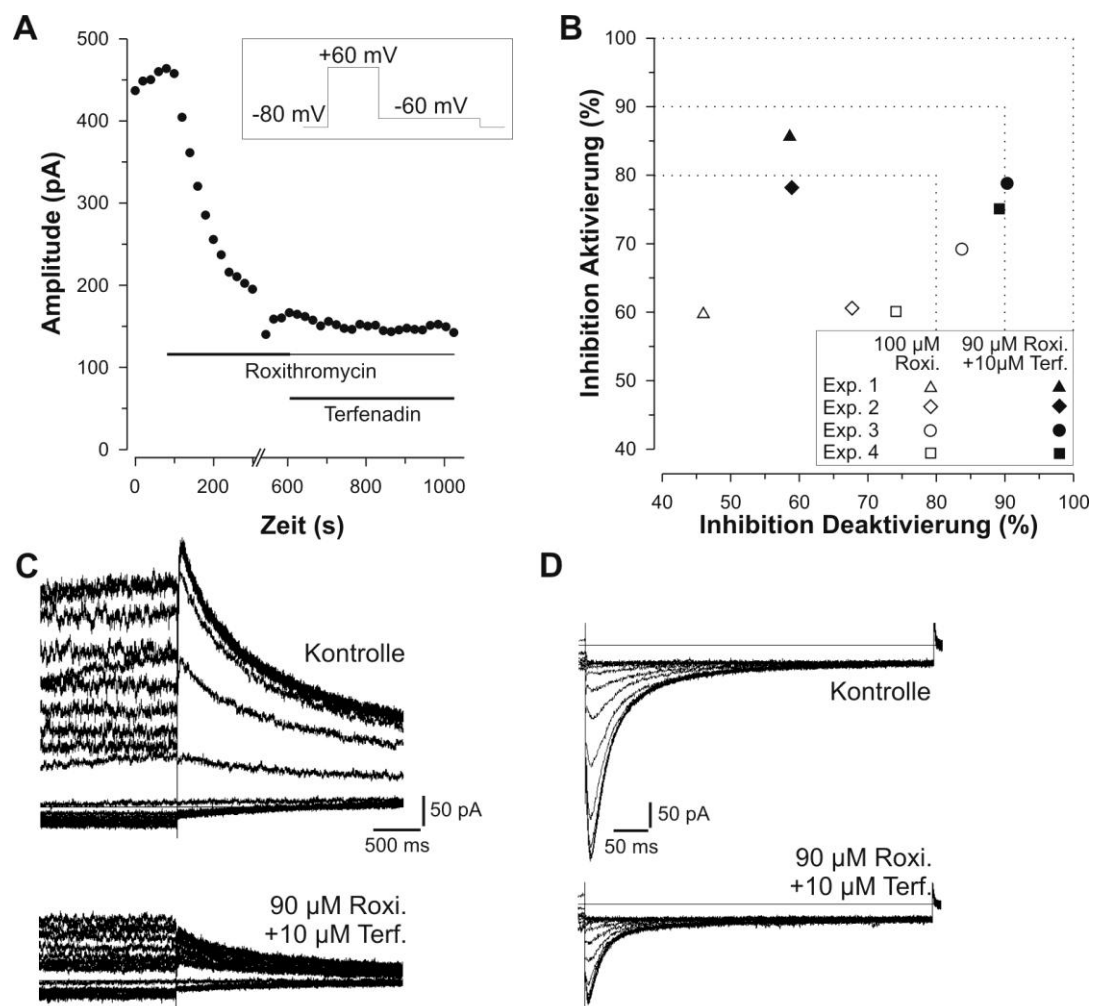 A
500
400
300
200
100
0
Amplitude (pA)
0
200
400
600
800
1000
Zeit (s)
+60 mV
-80 mV
-60 mV
Roxithromycin
Terfenadin
B
100
90
80
70
60
50
40
Inhibition Aktivierung (%)
40
50
60
70
80
90
100
Inhibition Deaktivierung (%)
100 µM
Roxi.
90 µM Roxi.
+10µM Terf.
Exp. 1
Exp. 2
Exp. 3
Exp. 4
C
Kontrolle
50 pA
500 ms
90 µM Roxi.
+10 µM Terf.
D
Kontrolle
50 pA
50 ms
90 µM Roxi.
+10 µM Terf.